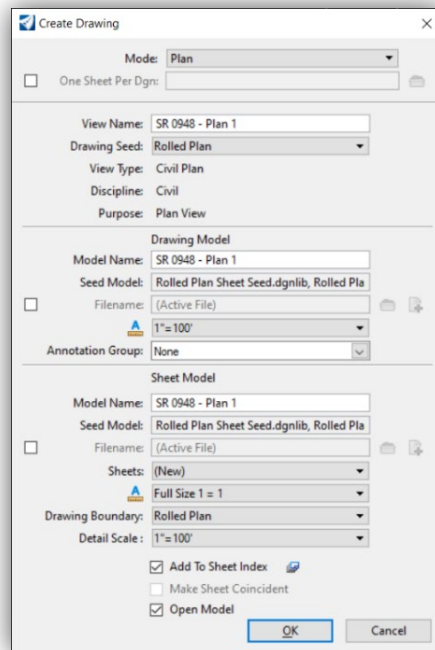 Create Drawing
Mode: Plan
One Sheet Per Dgn:
View Name: SR 0948 - Plan 1
Drawing Seed: Rolled Plan
View Type: Civil Plan
Discipline: Civil
Purpose: Plan View
Drawing Model
Model Name: SR 0948 - Plan 1
Seed Model: Rolled Plan Sheet Seed.dgnlib, Rolled Pla
Filename: (Active File)
A 1"=100'
Annotation Group: None
Sheet Model
Model Name: SR 0948 - Plan 1
Seed Model: Rolled Plan Sheet Seed.dgnlib, Rolled Pla
Filename: (Active File)
Sheets: (New)
A Full Size 1 = 1
Drawing Boundary: Rolled Plan
Detail Scale : 1"=100'
Add To Sheet Index
Make Sheet Coincident
Open Model
OK Cancel